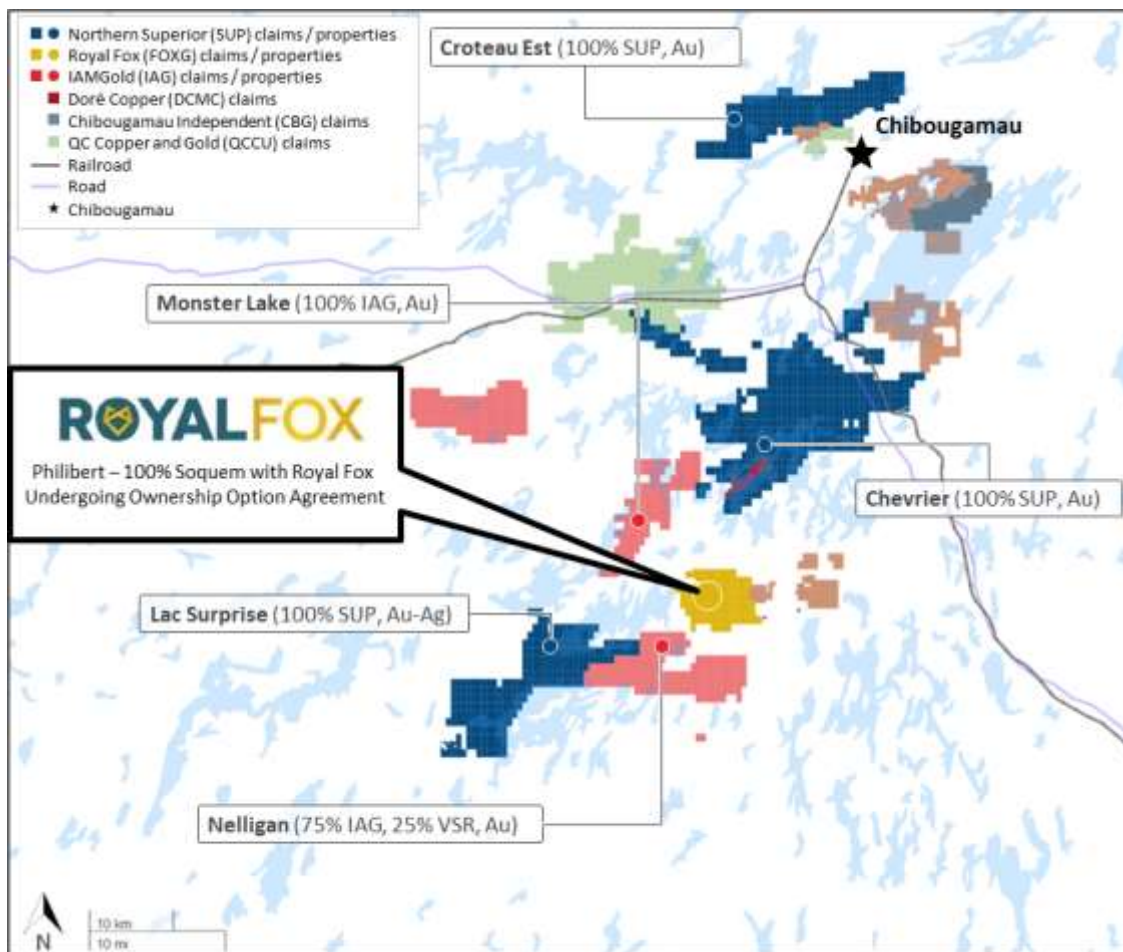 Northern Superior (SUP) claims / properties
Royal Fox (FOXG) claims / properties
IAMGold (IAG) claims / properties
Doré Copper (DCMC) claims
Chibougamau Independent (CBG) claims
QC Copper and Gold (QCCU) claims
Railroad
Road
Chibougamau
Croteau Est (100% SUP, Au)
Chibougamau
Monster Lake (100% IAG, Au)
ROYALFOX
Philibert – 100% Soquem with Royal Fox
Undergoing Ownership Option Agreement
Chevrier (100% SUP, Au)
Lac Surprise (100% SUP, Au-Ag)
Nelligan (75% IAG, 25% VSR, Au)
N
10 km
10 mi